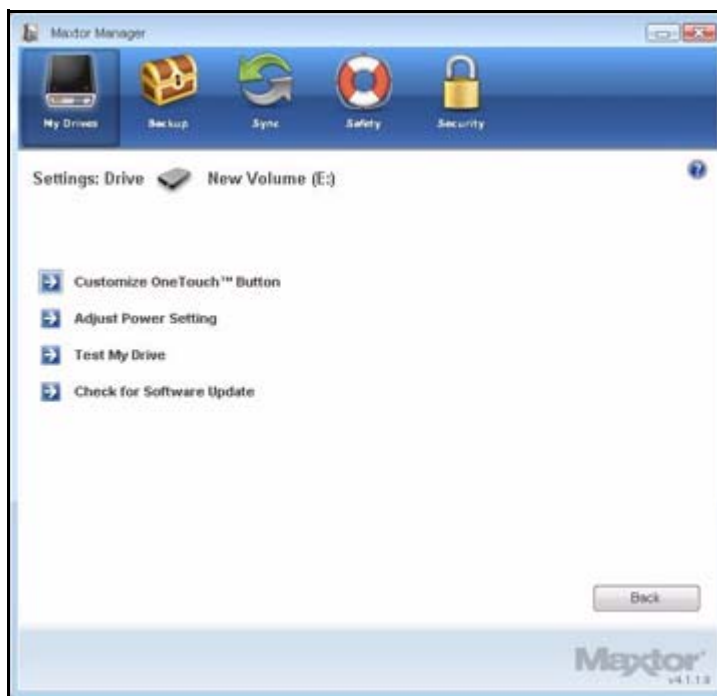 Maxtor Manager
My Drives Backup Sync Safety Security
Settings: Drive New Volume (E:)
?
Customize OneTouch™ Button
Adjust Power Setting
Test My Drive
Check for Software Update
Back
Maxtor
v4.1.1.0